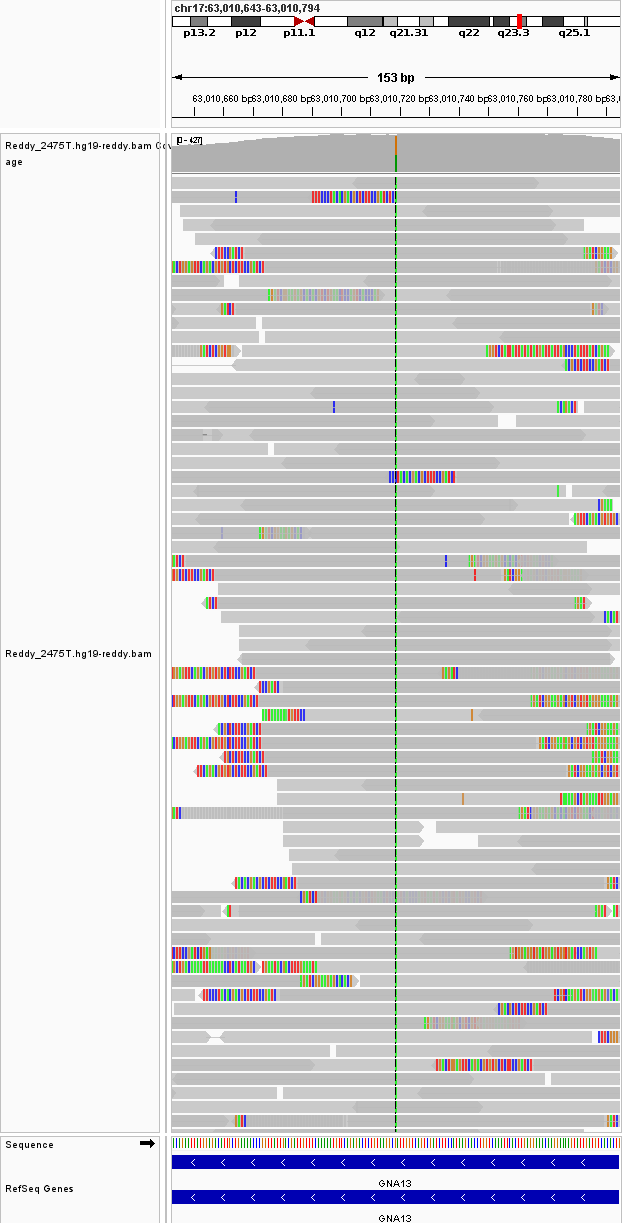 chr17:63,010,643-63,010,794
p13.2 p12 p11.1 q12 q21.31 q22 q23.3 q25.1
153 bp
63,010,660 bp 63,010,680 bp 63,010,700 bp 63,010,720 bp 63,010,740 bp 63,010,760 bp 63,010,780 bp 63,0
[0 - 427]
Reddy_2475T.hg19-reddy.bam Cov
age
Reddy_2475T.hg19-reddy.bam
Sequence
GNA13
RefSeq Genes
GNA13